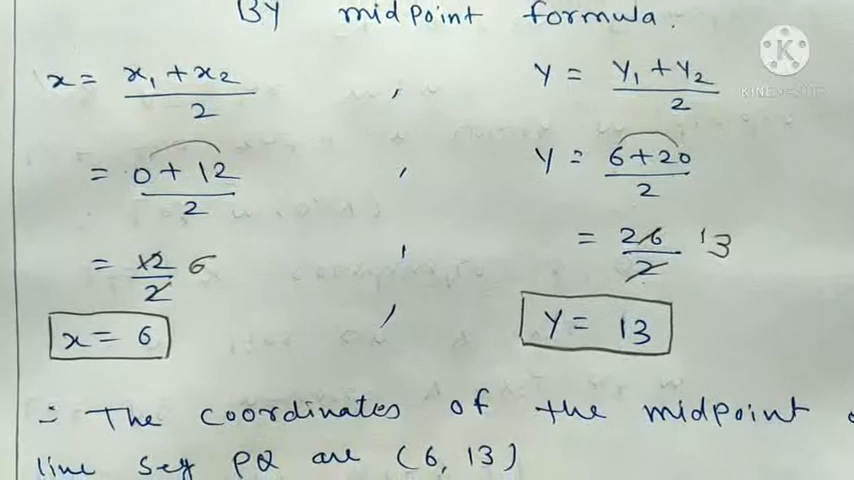 By midpoint formula.
x = x₁ + x₂ / 2 , y = y₁ + y₂ / 2
= 0 + 12 / 2 , y = 6 + 20 / 2
= 12 / 2 6 , = 26 / 2 13
x = 6 , y = 13
∴ The coordinates of the midpoint
line seg PQ are (6, 13)
K